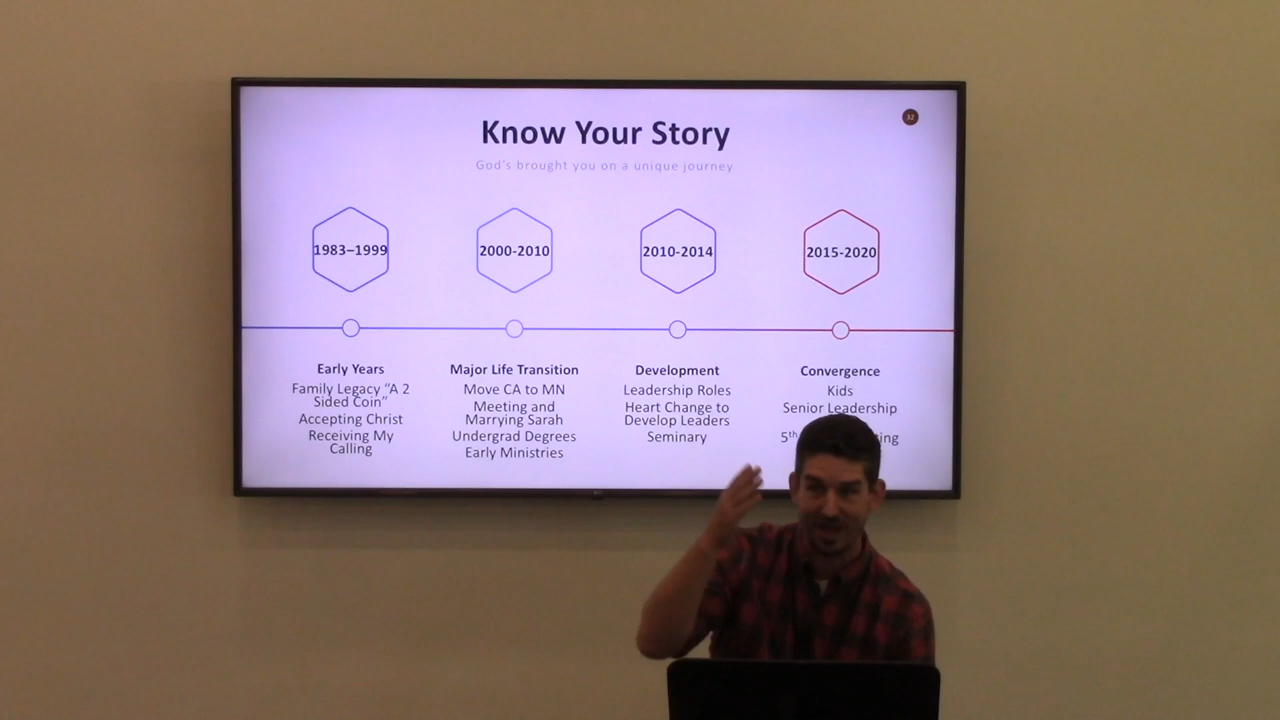 Know Your Story
32
God's brought you on a unique journey
1983–1999
2000-2010
2010-2014
2015-2020
Early Years
Family Legacy “A 2
Sided Coin”
Accepting Christ
Receiving My
Calling
Major Life Transition
Move CA to MN
Meeting and
Marrying Sarah
Undergrad Degrees
Early Ministries
Development
Leadership Roles
Heart Change to
Develop Leaders
Seminary
Convergence
Kids
Senior Leadership
5th